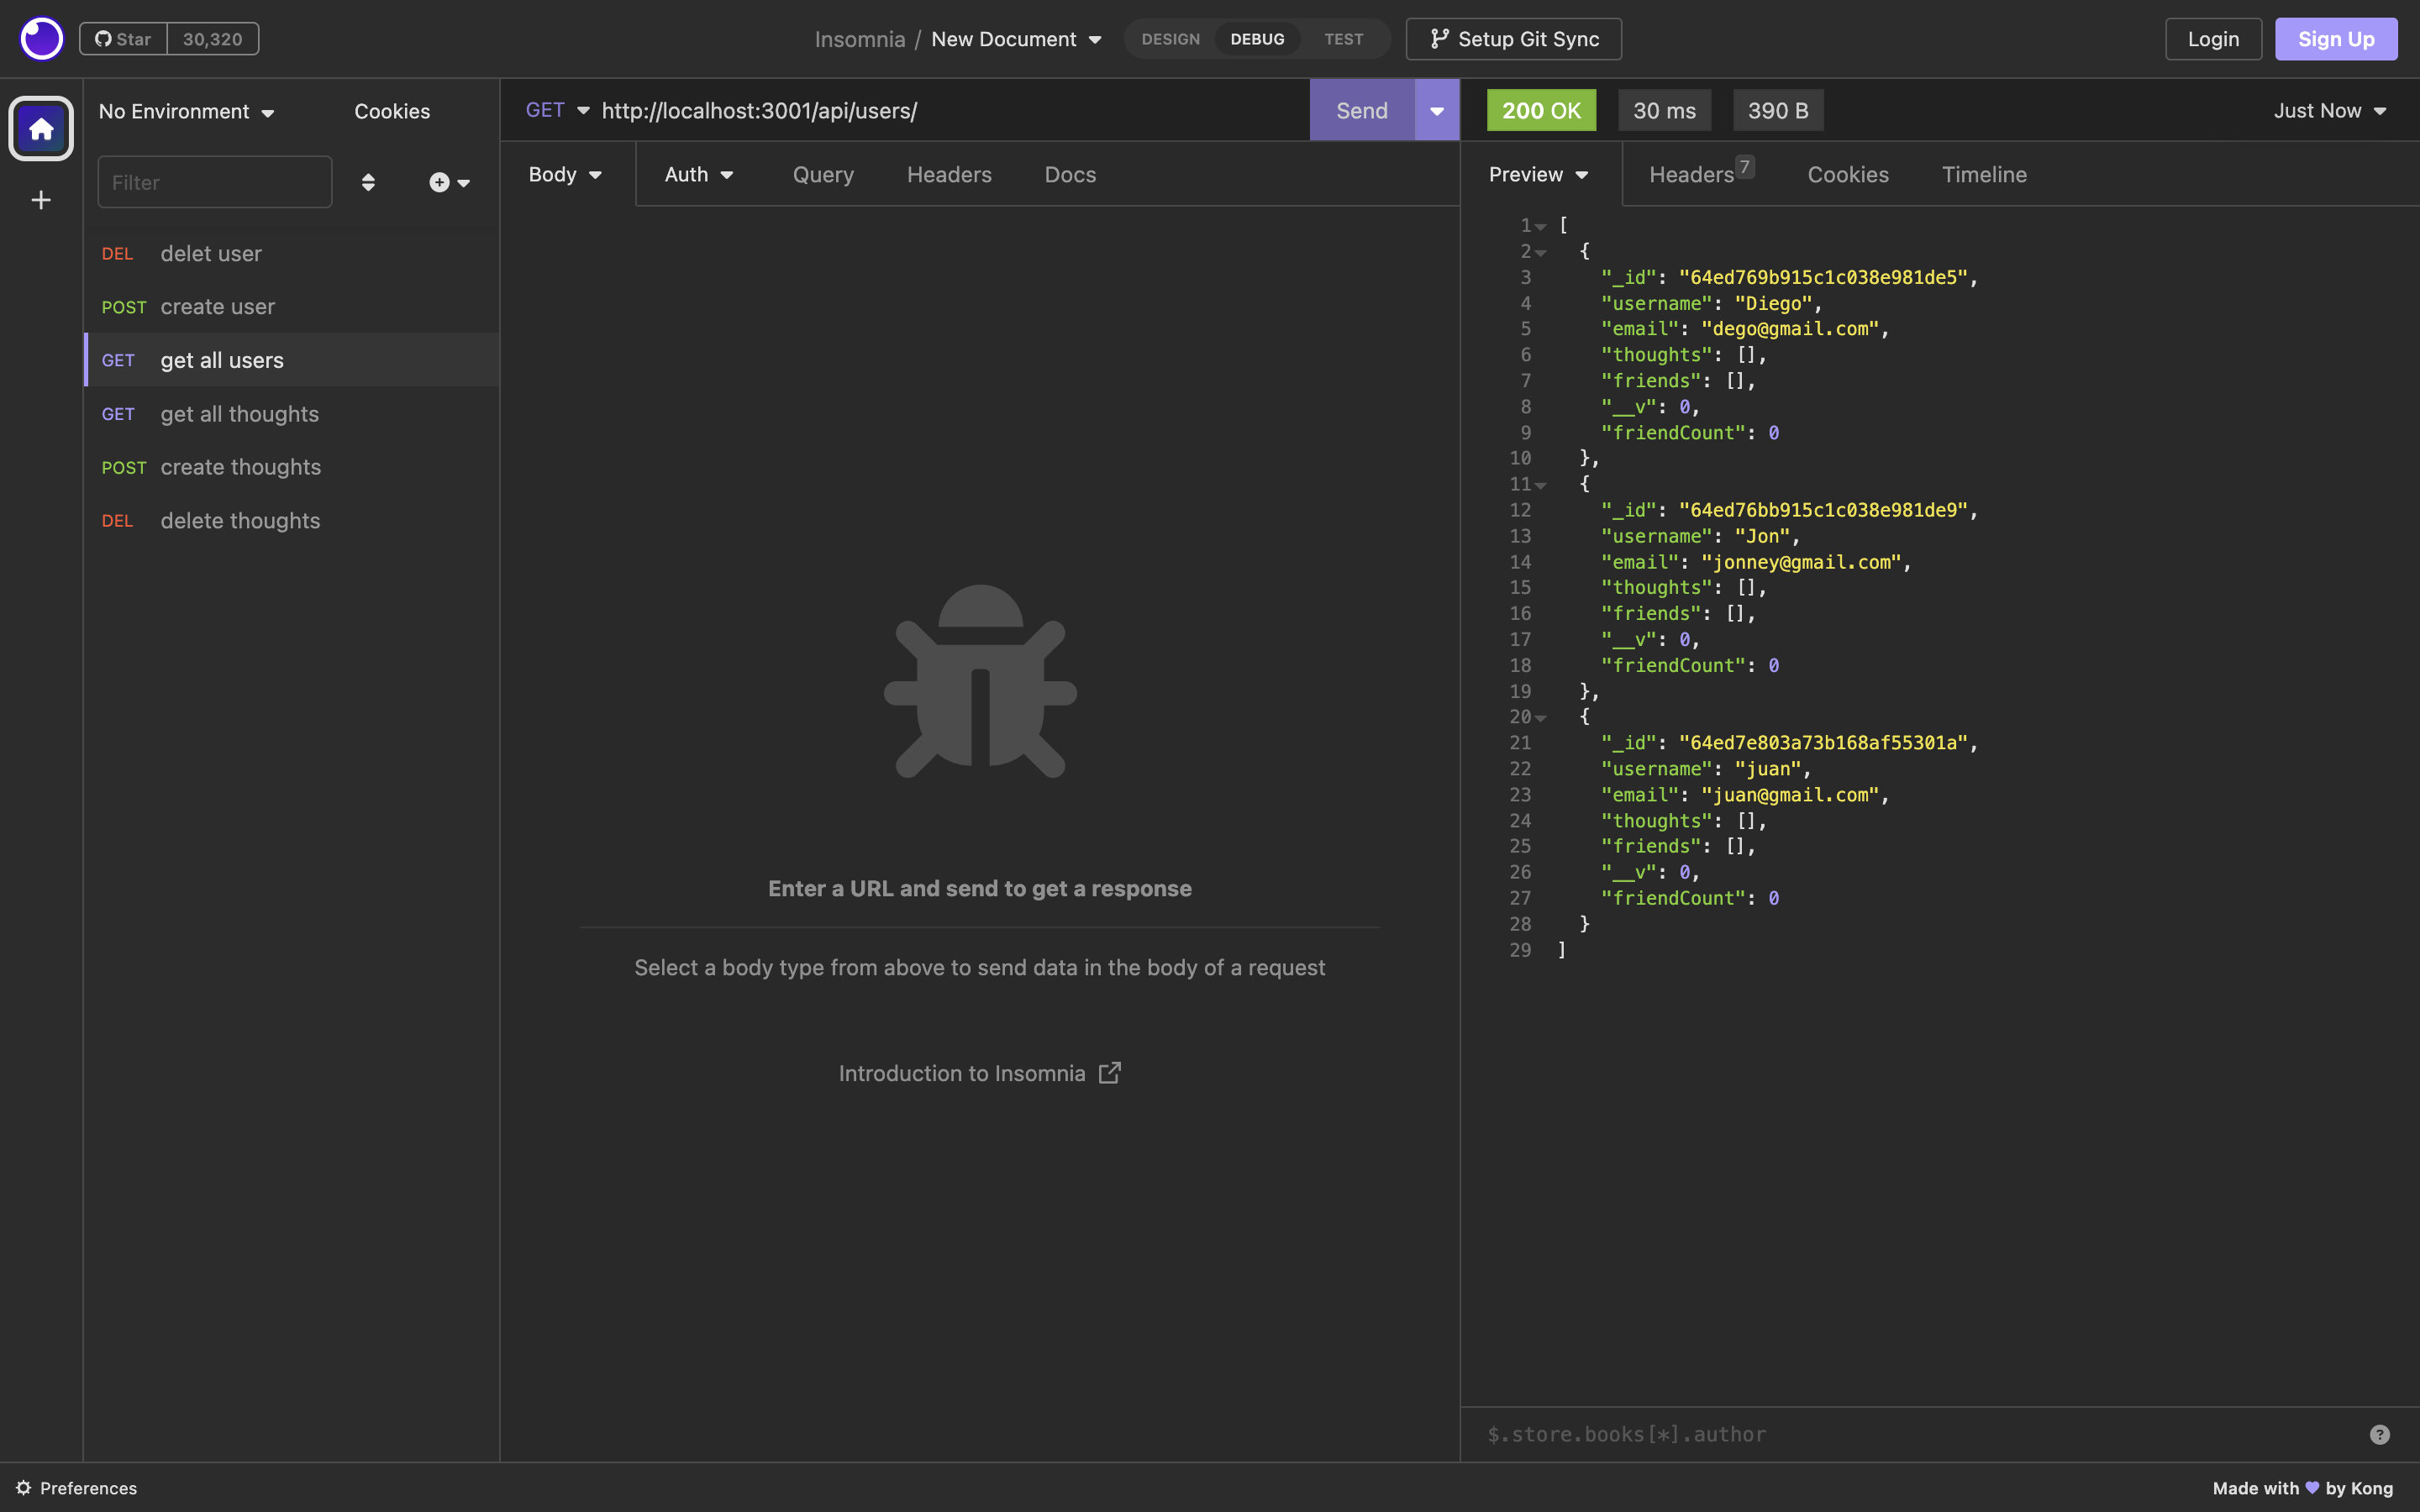 Star 30,320
Insomnia / New Document
DESIGN DEBUG TEST
Setup Git Sync
Login
Sign Up
No Environment
Cookies
Filter
DEL delet user
POST create user
GET get all users
GET get all thoughts
POST create thoughts
DEL delete thoughts
GET http://localhost:3001/api/users/
Send
Body Auth Query Headers Docs
Enter a URL and send to get a response
Select a body type from above to send data in the body of a request
Introduction to Insomnia
200 OK 30 ms 390 B
Just Now
Preview Headers 7 Cookies Timeline
1 [
2 {
3 "_id": "64ed769b915c1c038e981de5",
4 "username": "Diego",
5 "email": "dego@gmail.com",
6 "thoughts": [],
7 "friends": [],
8 "__v": 0,
9 "friendCount": 0
10 },
11 {
12 "_id": "64ed76bb915c1c038e981de9",
13 "username": "Jon",
14 "email": "jonney@gmail.com",
15 "thoughts": [],
16 "friends": [],
17 "__v": 0,
18 "friendCount": 0
19 },
20 {
21 "_id": "64ed7e803a73b168af55301a",
22 "username": "juan",
23 "email": "juan@gmail.com",
24 "thoughts": [],
25 "friends": [],
26 "__v": 0,
27 "friendCount": 0
28 }
29 ]
$.store.books[*].author
?
Preferences
Made with 💜 by Kong